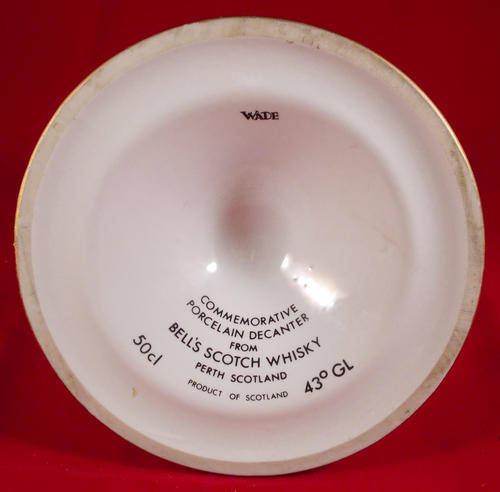 WADE
COMMEMORATIVE
PORCELAIN DECANTER
FROM
BELL'S SCOTCH WHISKY
PERTH SCOTLAND
PRODUCT OF SCOTLAND
50cl
43º GL